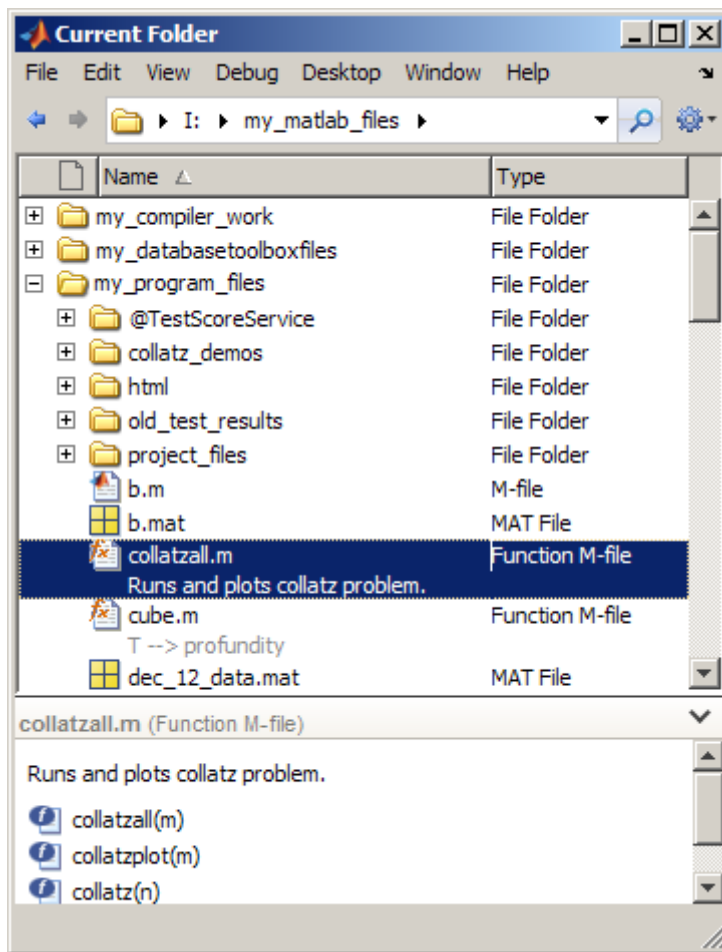 Current Folder
File Edit View Debug Desktop Window Help
I: my_matlab_files
Name Type
my_compiler_work File Folder
my_databasetoolboxfiles File Folder
my_program_files File Folder
@TestScoreService File Folder
collatz_demos File Folder
html File Folder
old_test_results File Folder
project_files File Folder
b.m M-file
b.mat MAT File
collatzall.m Function M-file
Runs and plots collatz problem.
cube.m Function M-file
T --> profundity
dec_12_data.mat MAT File
collatzall.m (Function M-file)
Runs and plots collatz problem.
collatzall(m)
collatzplot(m)
collatz(n)